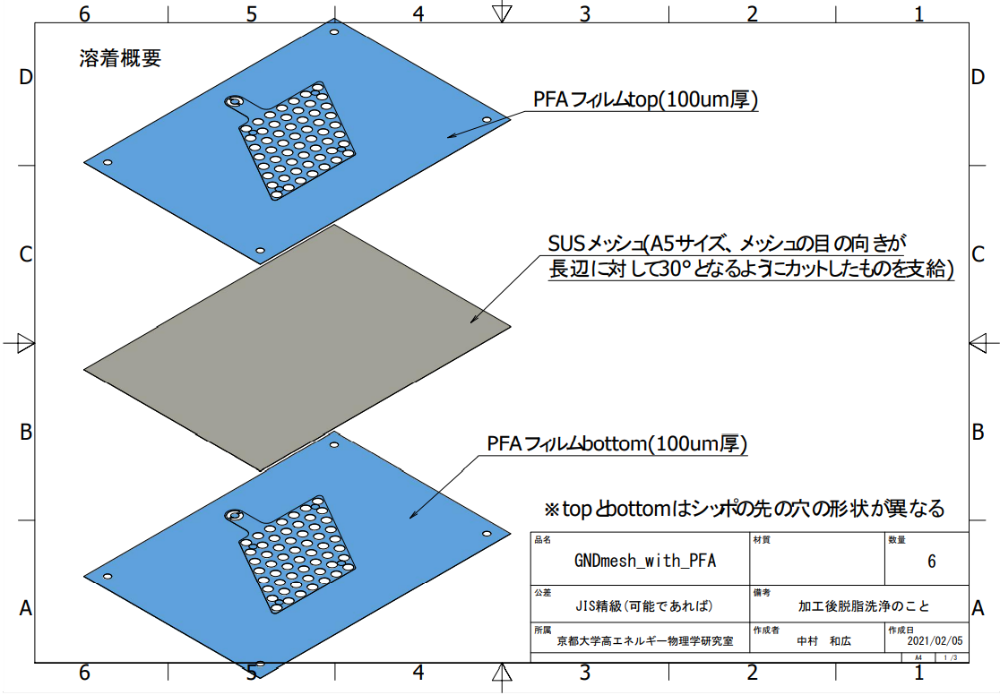 6 5 4 3 2 1
D D
溶着概要
PFAフィルムtop(100um厚)
C C
SUSメッシュ(A5サイズ、メッシュの目の向きが
長辺に対して30°となるようにカットしたものを支給)
B B
PFAフィルムbottom(100um厚)
※topとbottomはシッポの先の穴の形状が異なる
品名 材質 数量
GNDmesh_with_PFA 6
公差 備考
JIS精級(可能であれば) 加工後脱脂洗浄のこと
A A
所属 作成者 作成日
京都大学高エネルギー物理学研究室 中村 和広 2021/02/05
A4 1 /3
6 5 4 3 2 1